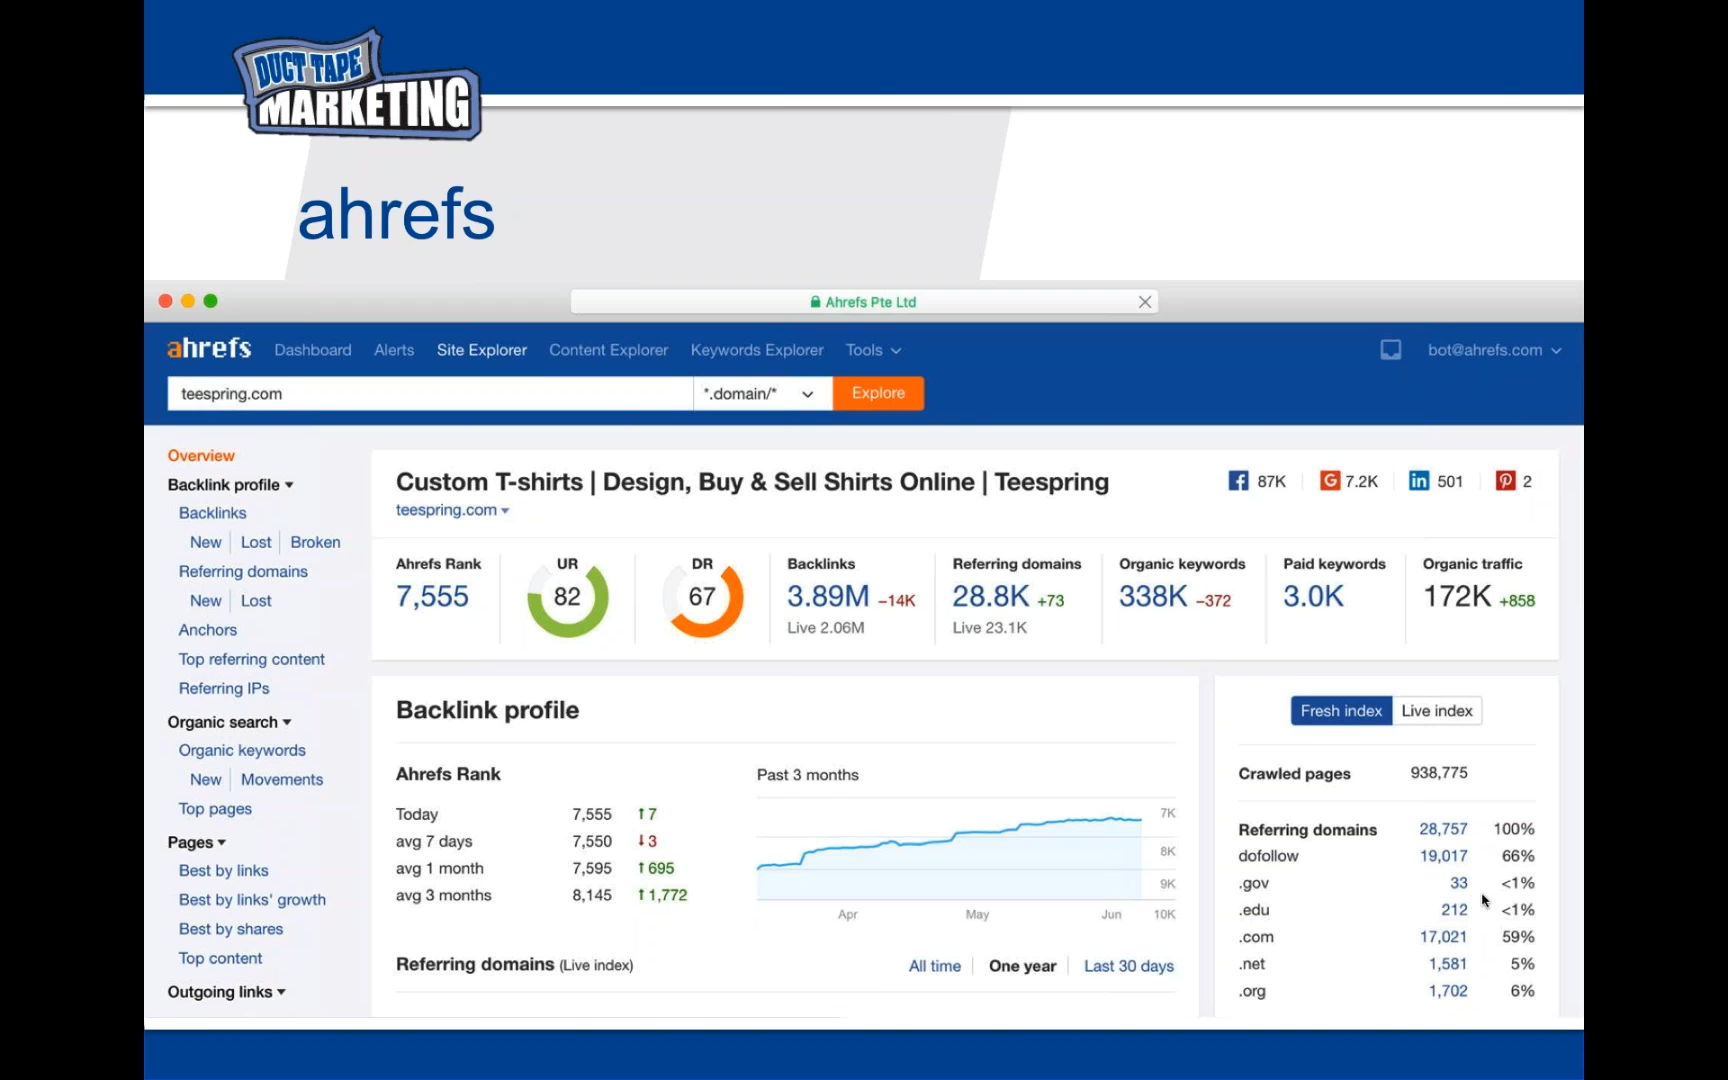 DUCT TAPE
MARKETING
ahrefs
Ahrefs Pte Ltd
ahrefs Dashboard Alerts Site Explorer Content Explorer Keywords Explorer Tools bot@ahrefs.com
teespring.com *.domain/* Explore
Overview
Backlink profile
Backlinks
New Lost Broken
Referring domains
New Lost
Anchors
Top referring content
Referring IPs
Organic search
Organic keywords
New Movements
Top pages
Pages
Best by links
Best by links' growth
Best by shares
Top content
Outgoing links
Custom T-shirts | Design, Buy & Sell Shirts Online | Teespring
87K G 7.2K in 501 2
teespring.com
Ahrefs Rank UR DR Backlinks Referring domains Organic keywords Paid keywords Organic traffic
7,555 82 67 3.89M -14K 28.8K +73 338K -372 3.0K 172K +858
Live 2.06M Live 23.1K
Backlink profile
Ahrefs Rank
Today 7,555 ↑7
avg 7 days 7,550 ↓3
avg 1 month 7,595 ↑695
avg 3 months 8,145 ↑1,772
Past 3 months
7K
8K
9K
Apr May Jun 10K
Referring domains (Live index) All time One year Last 30 days
Fresh index Live index
Crawled pages 938,775
Referring domains 28,757 100%
dofollow 19,017 66%
.gov 33 <1%
.edu 212 <1%
.com 17,021 59%
.net 1,581 5%
.org 1,702 6%